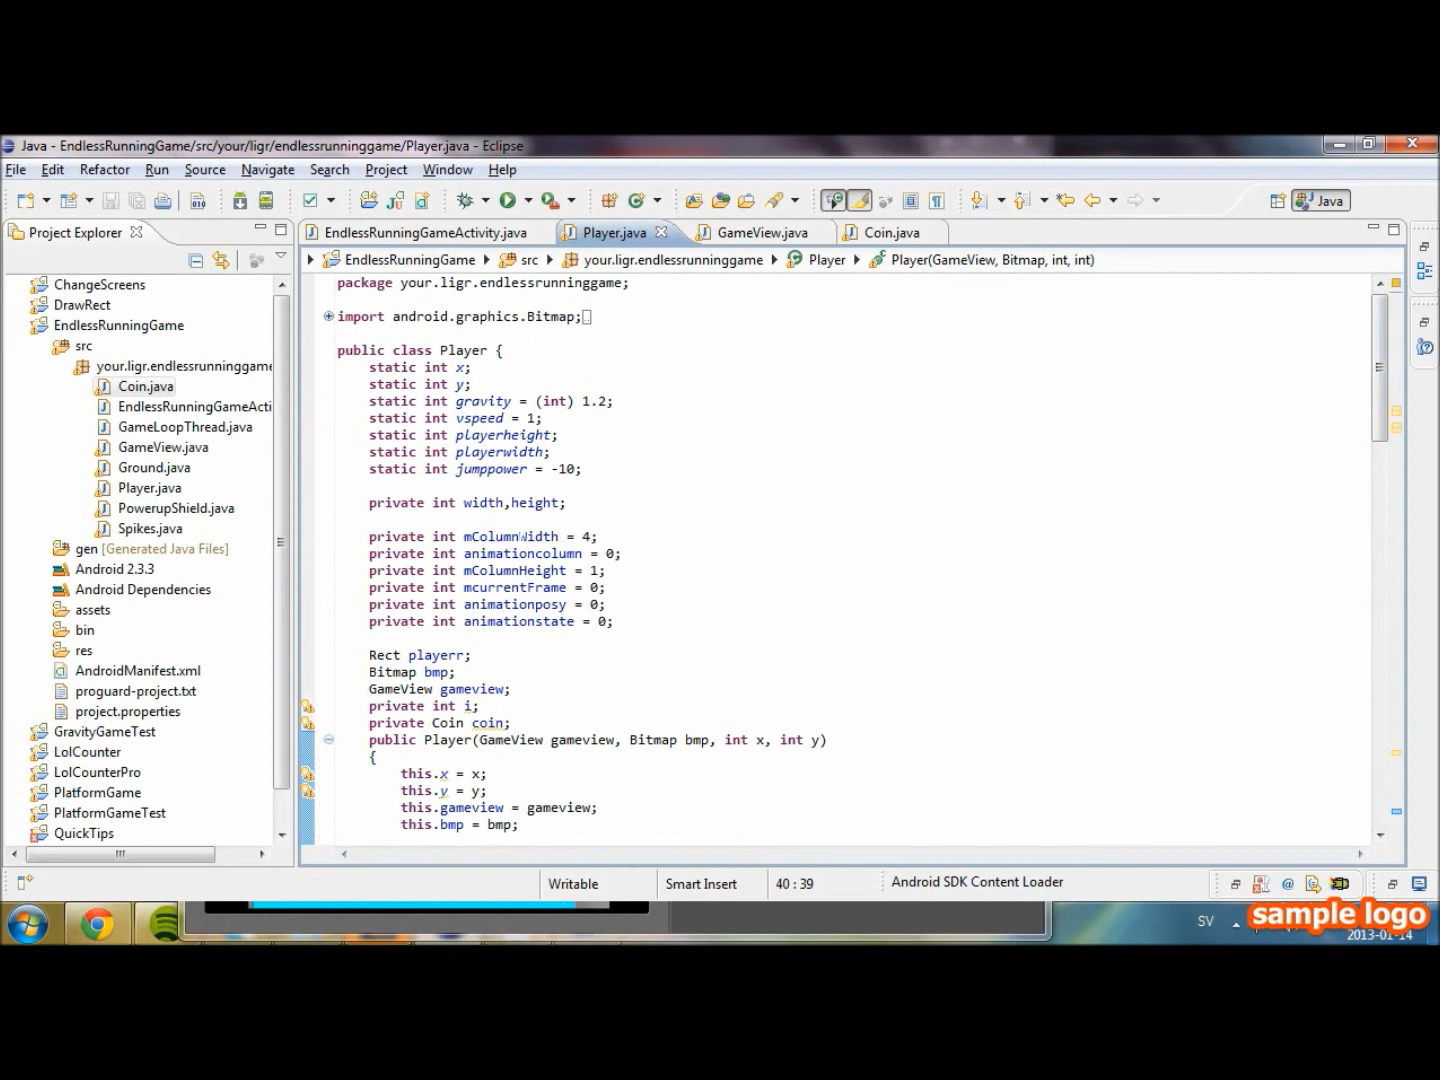 Java - EndlessRunningGame/src/your/ligr/endlessrunninggame/Player.java - Eclipse
File Edit Refactor Run Source Navigate Search Project Window Help
Java
Project Explorer
EndlessRunningGameActivity.java Player.java GameView.java Coin.java
EndlessRunningGame src your.ligr.endlessrunninggame Player Player(GameView, Bitmap, int, int)
ChangeScreens
DrawRect
EndlessRunningGame
src
your.ligr.endlessrunninggame
Coin.java
EndlessRunningGameActi
GameLoopThread.java
GameView.java
Ground.java
Player.java
PowerupShield.java
Spikes.java
gen [Generated Java Files]
Android 2.3.3
Android Dependencies
assets
bin
res
AndroidManifest.xml
proguard-project.txt
project.properties
GravityGameTest
LolCounter
LolCounterPro
PlatformGame
PlatformGameTest
QuickTips
package your.ligr.endlessrunninggame;
import android.graphics.Bitmap;
public class Player {
static int x;
static int y;
static int gravity = (int) 1.2;
static int vspeed = 1;
static int playerheight;
static int playerwidth;
static int jumppower = -10;
private int width,height;
private int mColumnWidth = 4;
private int animationcolumn = 0;
private int mColumnHeight = 1;
private int mcurrentFrame = 0;
private int animationposy = 0;
private int animationstate = 0;
Rect playerr;
Bitmap bmp;
GameView gameview;
private int i;
private Coin coin;
public Player(GameView gameview, Bitmap bmp, int x, int y)
{
this.x = x;
this.y = y;
this.gameview = gameview;
this.bmp = bmp;
Writable Smart Insert 40 : 39 Android SDK Content Loader
SV
sample logo
2013-01-14